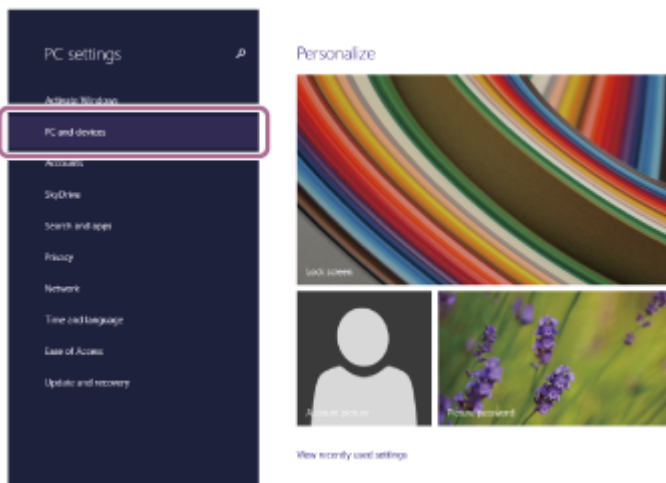 PC settings
Activate Windows
PC and devices
Accounts
SkyDrive
Search and apps
Privacy
Network
Time and language
Ease of Access
Update and recovery
Personalize
Lock screen
Account picture
Picture password
View recently used settings